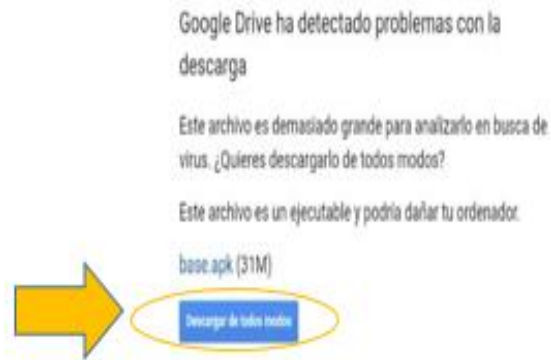 Google Drive ha detectado problemas con la
descarga
Este archivo es demasiado grande para analizarlo en busca de
virus. ¿Quieres descargarlo de todos modos?
Este archivo es un ejecutable y podría dañar tu ordenador.
base.apk (31M)
Descargar de todos modos